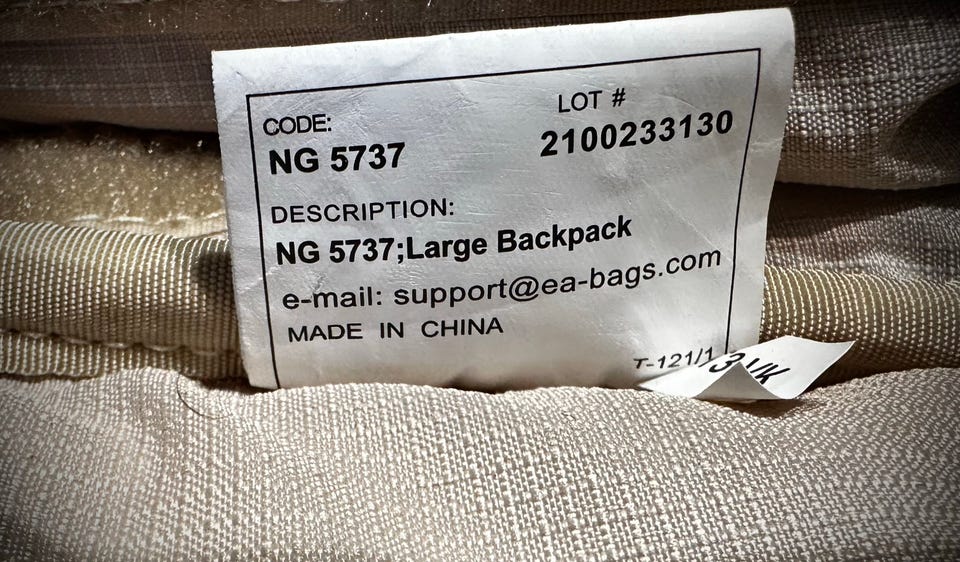 CODE:
LOT #
NG 5737
2100233130
DESCRIPTION:
NG 5737;Large Backpack
e-mail: support@ea-bags.com
MADE IN CHINA
T-121/1